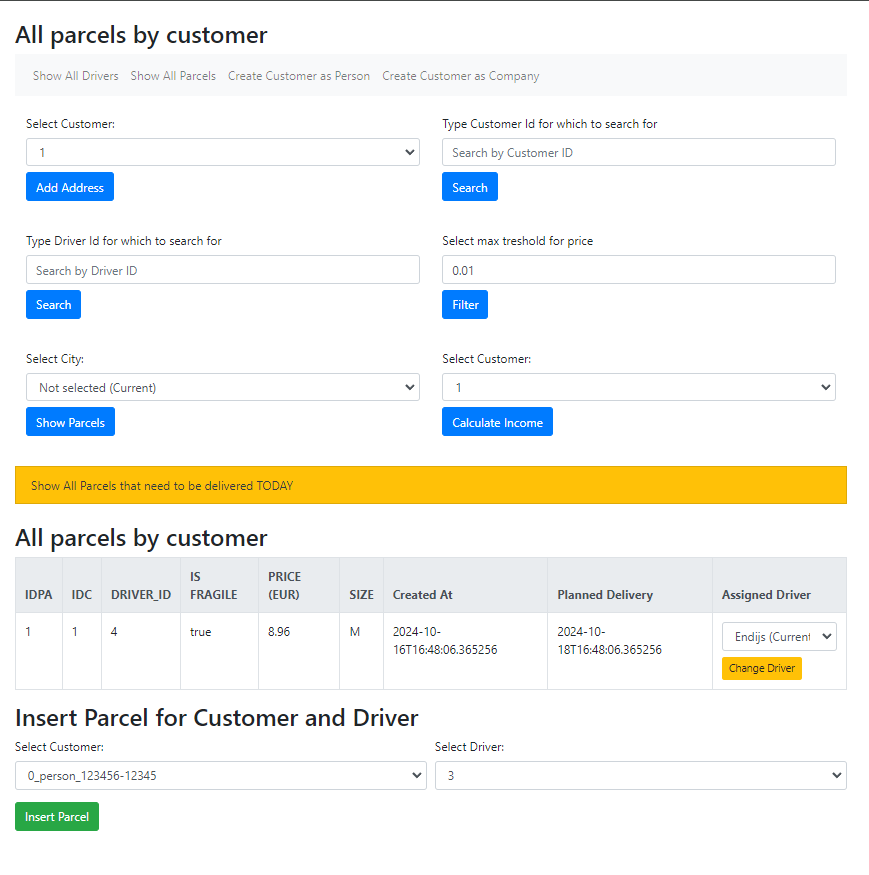 All parcels by customer
Show All Drivers Show All Parcels Create Customer as Person Create Customer as Company
Select Customer:
1
Add Address
Type Customer Id for which to search for
Search by Customer ID
Search
Type Driver Id for which to search for
Search by Driver ID
Search
Select max treshold for price
0.01
Filter
Select City:
Not selected (Current)
Show Parcels
Select Customer:
1
Calculate Income
Show All Parcels that need to be delivered TODAY
All parcels by customer
IDPA IDC DRIVER_ID IS FRAGILE PRICE (EUR) SIZE Created At Planned Delivery Assigned Driver
1 1 4 true 8.96 M 2024-10-16T16:48:06.365256 2024-10-18T16:48:06.365256 Endijs (Current
Change Driver
Insert Parcel for Customer and Driver
Select Customer:
0_person_123456-12345
Select Driver:
3
Insert Parcel